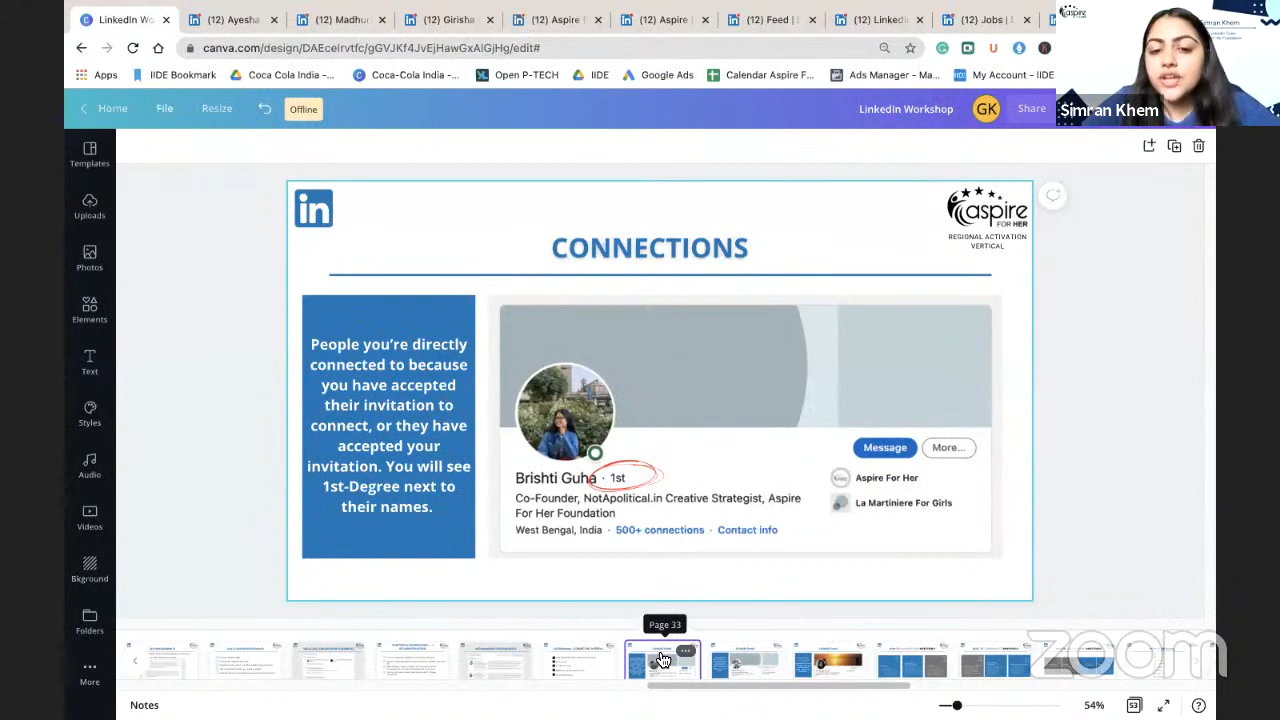 LinkedIn Wo
(12) Ayesha
(12) Madhu
(12) Girisha
(12) Aspire f
(12) Aspire
(12) Feed |
(12) LinkedIn
(12) Jobs | L
canva.com/design/DAEcelrvtfc/gGVJKf4JvEjHawGxAlGjHg/edit
Apps
IIDE Bookmark
Coca Cola India -...
Coca-Cola India -...
Open P-TECH
IIDE
Google Ads
Calendar Aspire F...
Ads Manager - Ma...
My Account - IIDE
Simran Khem
aspire
Simran Khem
Home
File
Resize
Offline
LinkedIn Workshop
GK
Share
Templates
Uploads
Photos
Elements
Text
Styles
Audio
Videos
Bkground
Folders
More
in
aspire
FOR HER
REGIONAL ACTIVATION
VERTICAL
CONNECTIONS
People you're directly
connected to because
you have accepted
their invitation to
connect, or they have
accepted your
invitation. You will see
1st-Degree next to
their names.
Message
More...
Brishti Guha · 1st
Co-Founder, NotApolitical.in Creative Strategist, Aspire
For Her Foundation
West Bengal, India · 500+ connections · Contact info
Aspire For Her
La Martiniere For Girls
Page 33
zoom
Notes
54%
53